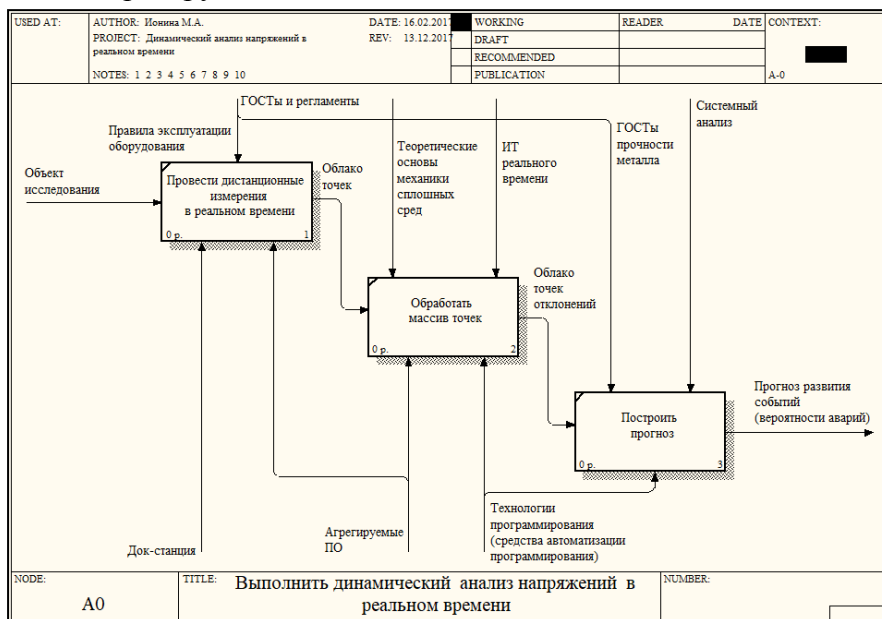 USED AT:
AUTHOR: Ионина М.А.
DATE: 16.02.2017
WORKING
READER
DATE
CONTEXT:
PROJECT: Динамический анализ напряжений в
реальном времени
REV: 13.12.2017
DRAFT
RECOMMENDED
NOTES: 1 2 3 4 5 6 7 8 9 10
PUBLICATION
A-0
ГОСТы и регламенты
Системный
анализ
Правила эксплуатации
оборудования
ГОСТы
прочности
металла
Теоретические
основы
механики
сплошных
сред
ИТ
реального
времени
Объект
исследования
Провести дистанционные
измерения
в реальном времени
0 р.
1
Облако
точек
Обработать
массив точек
0 р.
2
Облако
точек
отклонений
Построить
прогноз
0 р.
3
Прогноз развития
событий
(вероятности аварий)
Док-станция
Агрегируемые
ПО
Технологии
программирования
(средства автоматизации
программирования)
NODE:
A0
TITLE:
Выполнить динамический анализ напряжений в
реальном времени
NUMBER: